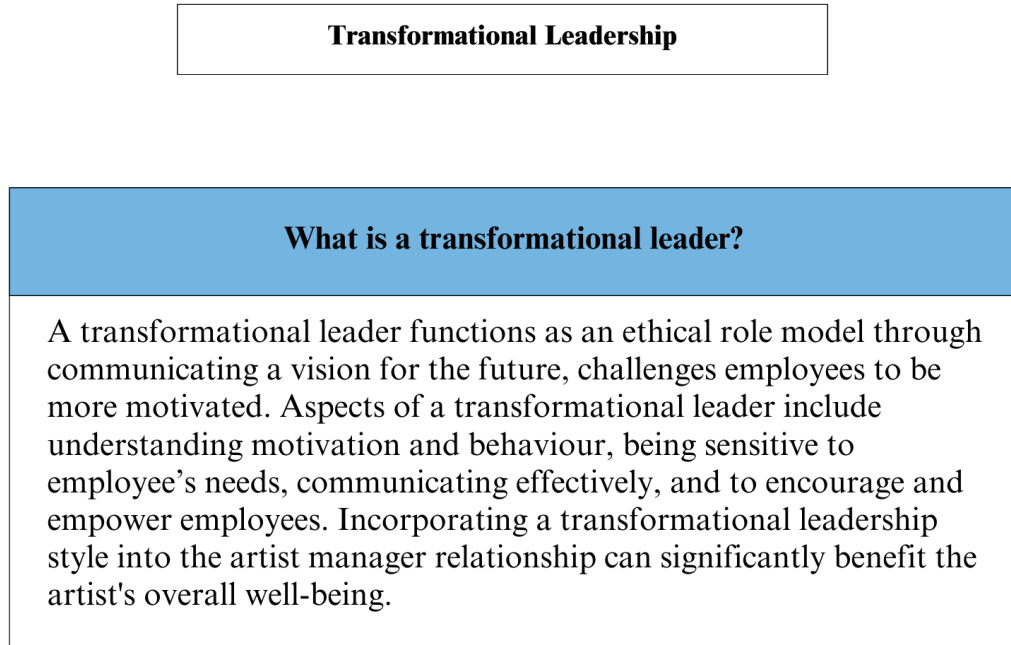 Transformational Leadership
What is a transformational leader?
A transformational leader functions as an ethical role model through
communicating a vision for the future, challenges employees to be
more motivated. Aspects of a transformational leader include
understanding motivation and behaviour, being sensitive to
employee’s needs, communicating effectively, and to encourage and
empower employees. Incorporating a transformational leadership
style into the artist manager relationship can significantly benefit the
artist's overall well-being.